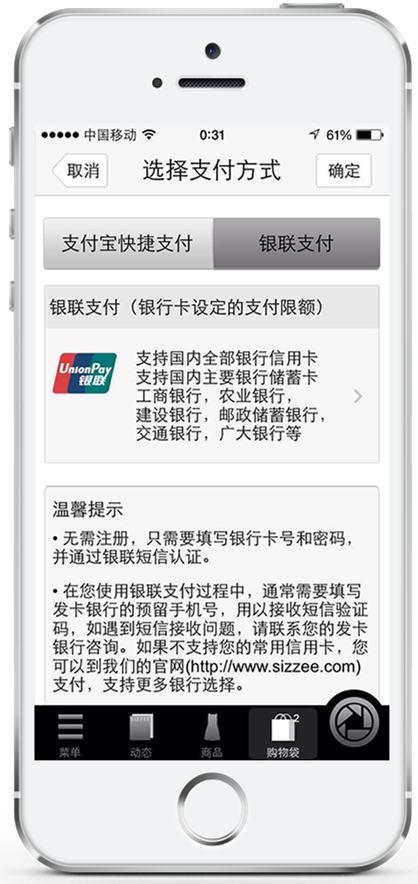 中国移动 0:31 61%
取消 选择支付方式 确定
支付宝快捷支付 银联支付
银联支付（银行卡设定的支付限额）
UnionPay
银联
支持国内全部银行信用卡
支持国内主要银行储蓄卡
工商银行，农业银行，
建设银行，邮政储蓄银行，
交通银行，广大银行等
温馨提示
• 无需注册，只需要填写银行卡号和密码，
并通过银联短信认证。
• 在您使用银联支付过程中，通常需要填写
发卡银行的预留手机号，用以接收短信验证
码，如遇到短信接收问题，请联系您的发卡
银行咨询。如果不支持您的常用信用卡，您
可以到我们的官网(http://www.sizzee.com)
支付，支持更多银行选择。
2
菜单 动态 商品 购物袋